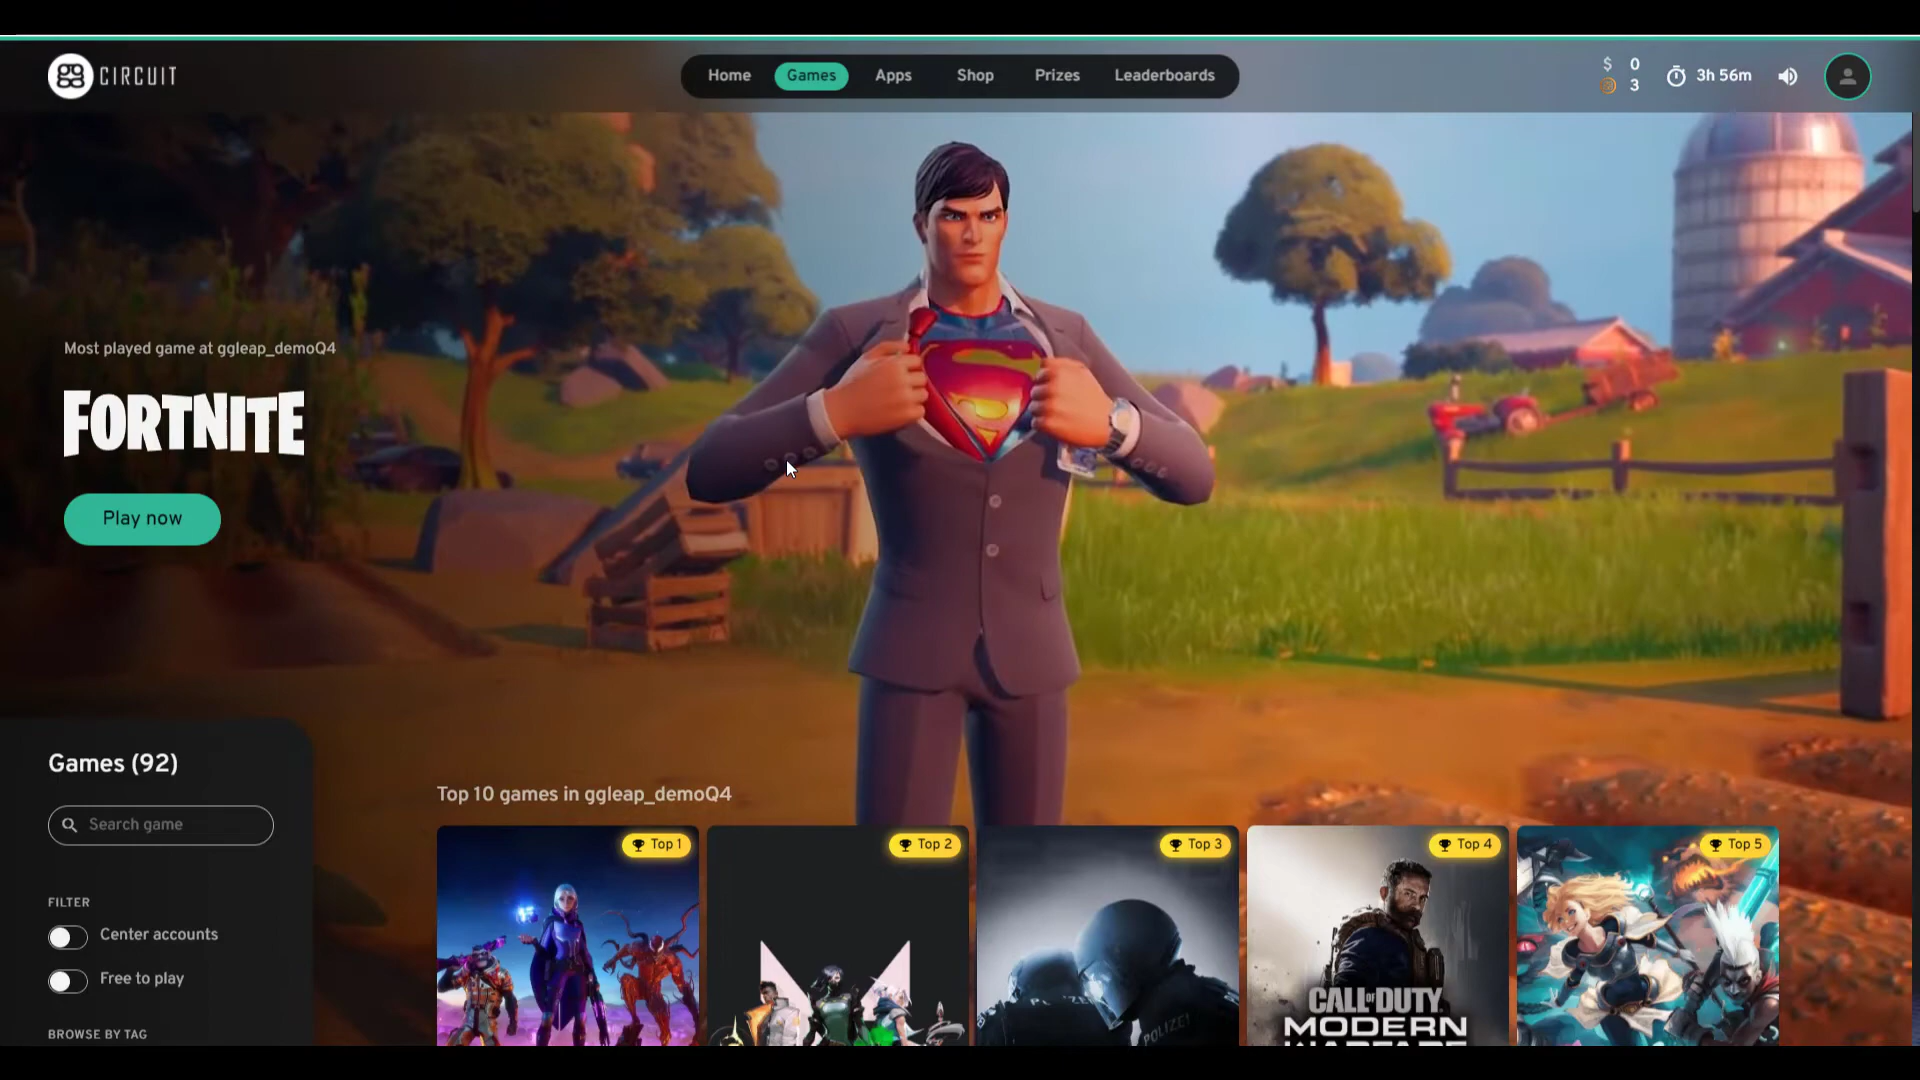 CIRCUIT
Home Games Apps Shop Prizes Leaderboards
$ 0
3
3h 56m
Most played game at ggleap_demoQ4
FORTNITE
Play now
Games (92)
Search game
FILTER
Center accounts
Free to play
BROWSE BY TAG
Top 10 games in ggleap_demoQ4
Top 1
Top 2
Top 3
Top 4
Top 5
POLIZEI
CALL OF DUTY
MODERN
WARFARE